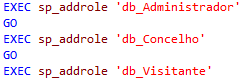 EXEC sp_addrole 'db_Administrador'
GO
EXEC sp_addrole 'db_Concelho'
GO
EXEC sp_addrole 'db_Visitante'